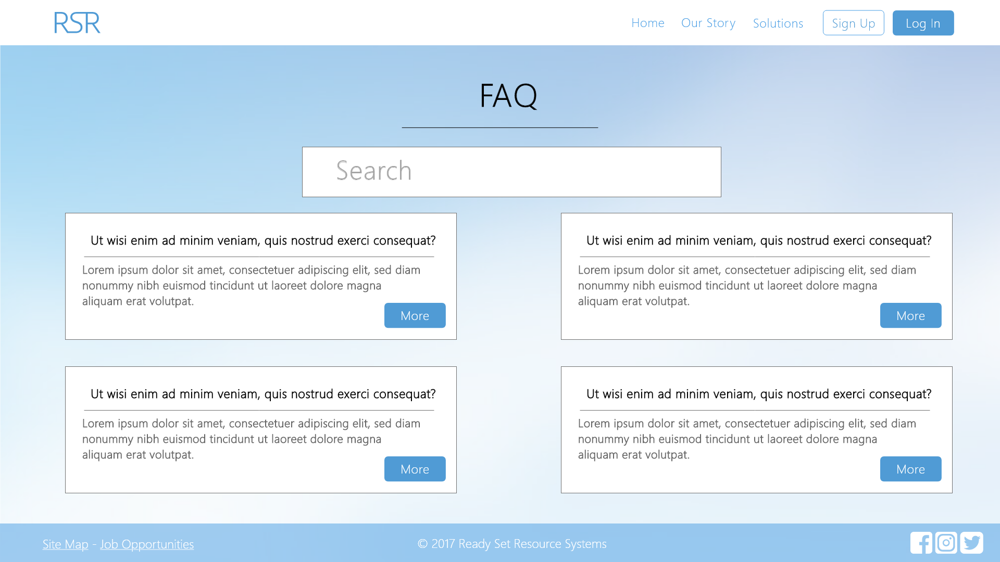 RSR
Home Our Story Solutions Sign Up Log In
FAQ
Search
Ut wisi enim ad minim veniam, quis nostrud exerci consequat?
Lorem ipsum dolor sit amet, consectetuer adipiscing elit, sed diam
nonummy nibh euismod tincidunt ut laoreet dolore magna
aliquam erat volutpat.
More
Ut wisi enim ad minim veniam, quis nostrud exerci consequat?
Lorem ipsum dolor sit amet, consectetuer adipiscing elit, sed diam
nonummy nibh euismod tincidunt ut laoreet dolore magna
aliquam erat volutpat.
More
Ut wisi enim ad minim veniam, quis nostrud exerci consequat?
Lorem ipsum dolor sit amet, consectetuer adipiscing elit, sed diam
nonummy nibh euismod tincidunt ut laoreet dolore magna
aliquam erat volutpat.
More
Ut wisi enim ad minim veniam, quis nostrud exerci consequat?
Lorem ipsum dolor sit amet, consectetuer adipiscing elit, sed diam
nonummy nibh euismod tincidunt ut laoreet dolore magna
aliquam erat volutpat.
More
Site Map - Job Opportunities
© 2017 Ready Set Resource Systems